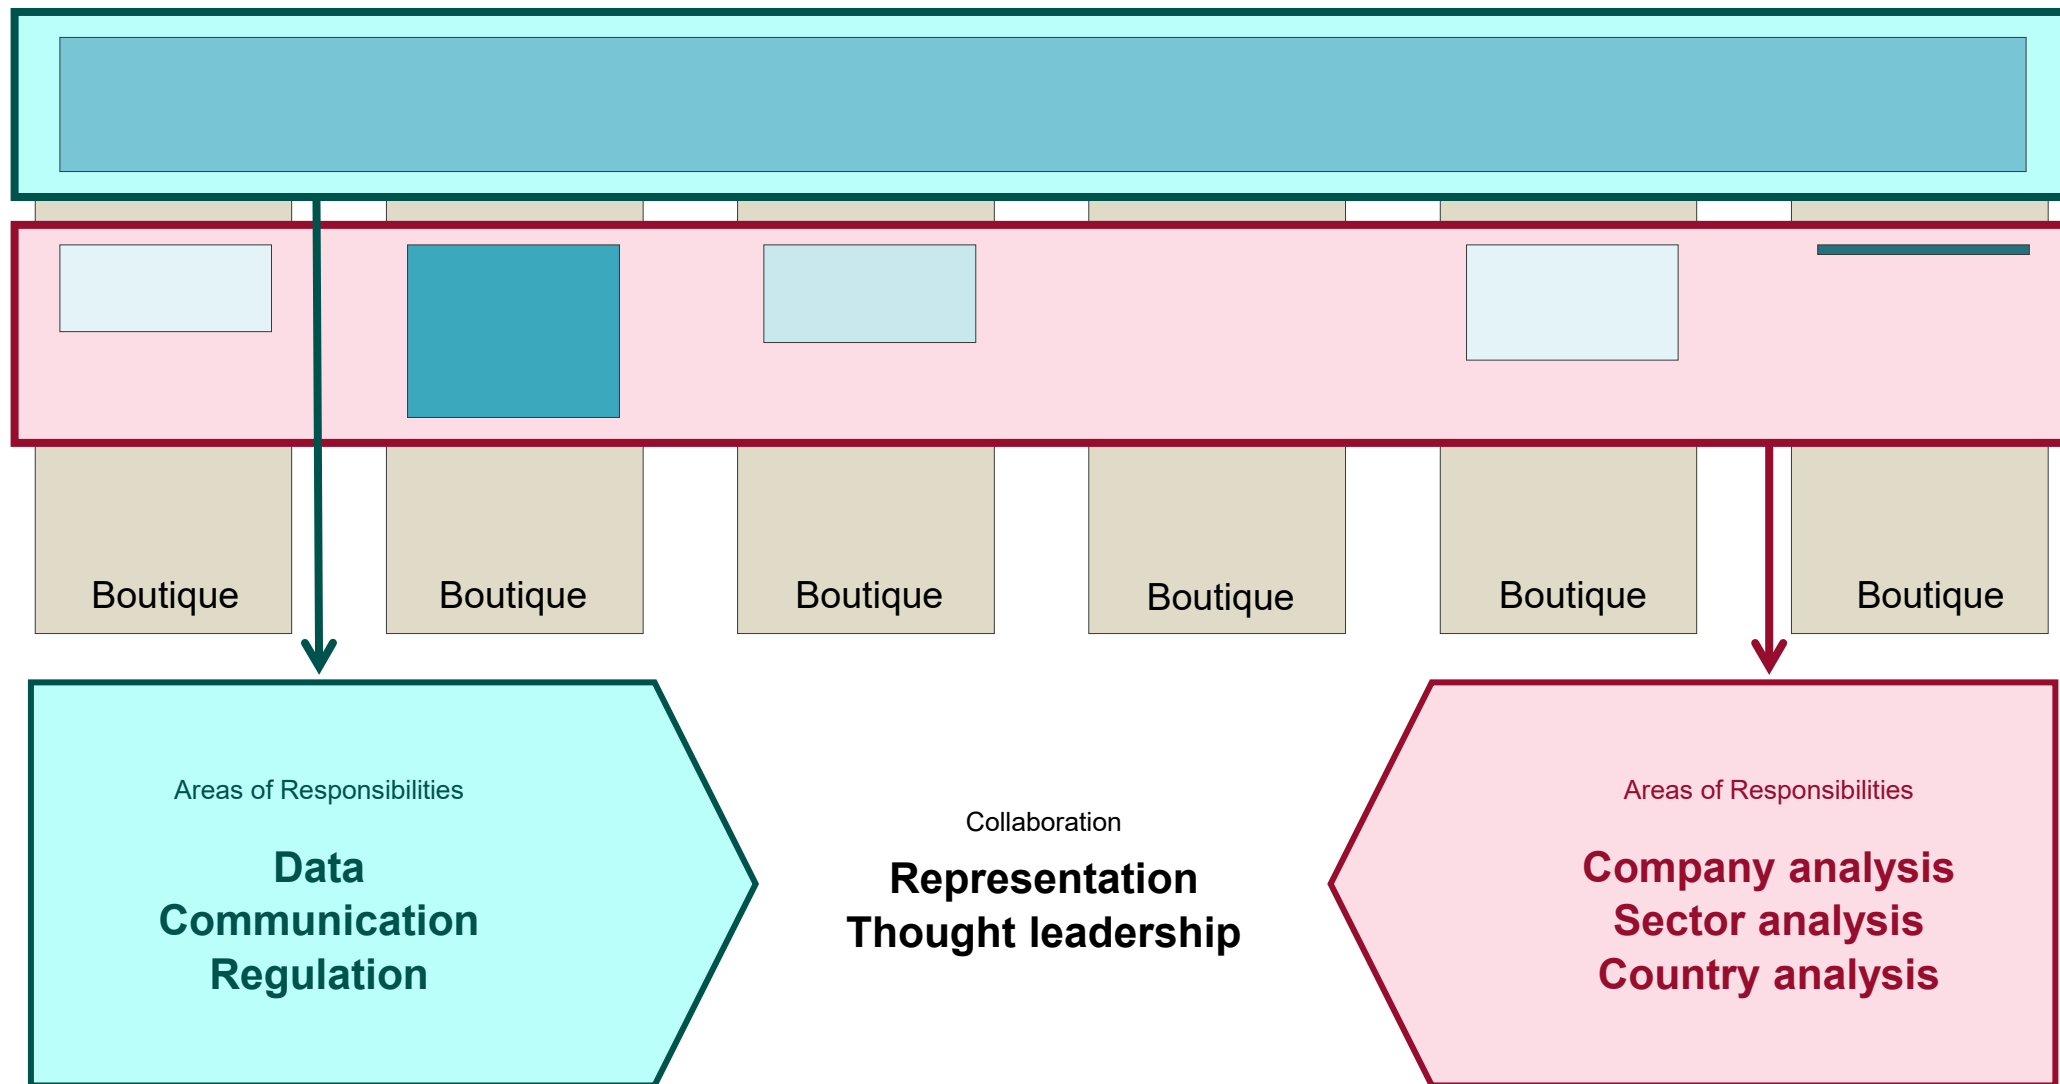 Boutique
Boutique
Boutique
Boutique
Boutique
Boutique
Areas of Responsibilities
Data
Communication
Regulation
Collaboration
Representation
Thought leadership
Areas of Responsibilities
Company analysis
Sector analysis
Country analysis